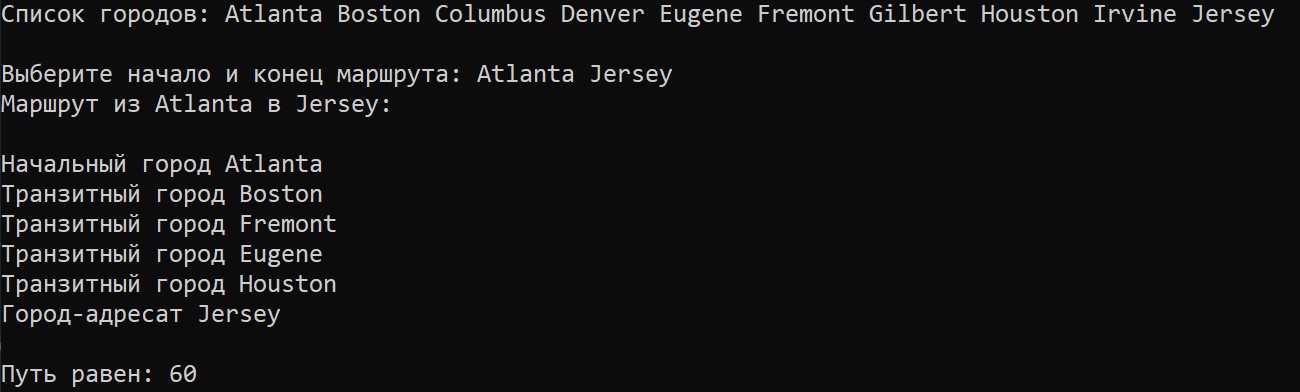 Список городов: Atlanta Boston Columbus Denver Eugene Fremont Gilbert Houston Irvine Jersey
Выберите начало и конец маршрута: Atlanta Jersey
Маршрут из Atlanta в Jersey:
Начальный город Atlanta
Транзитный город Boston
Транзитный город Fremont
Транзитный город Eugene
Транзитный город Houston
Город-адресат Jersey
Путь равен: 60